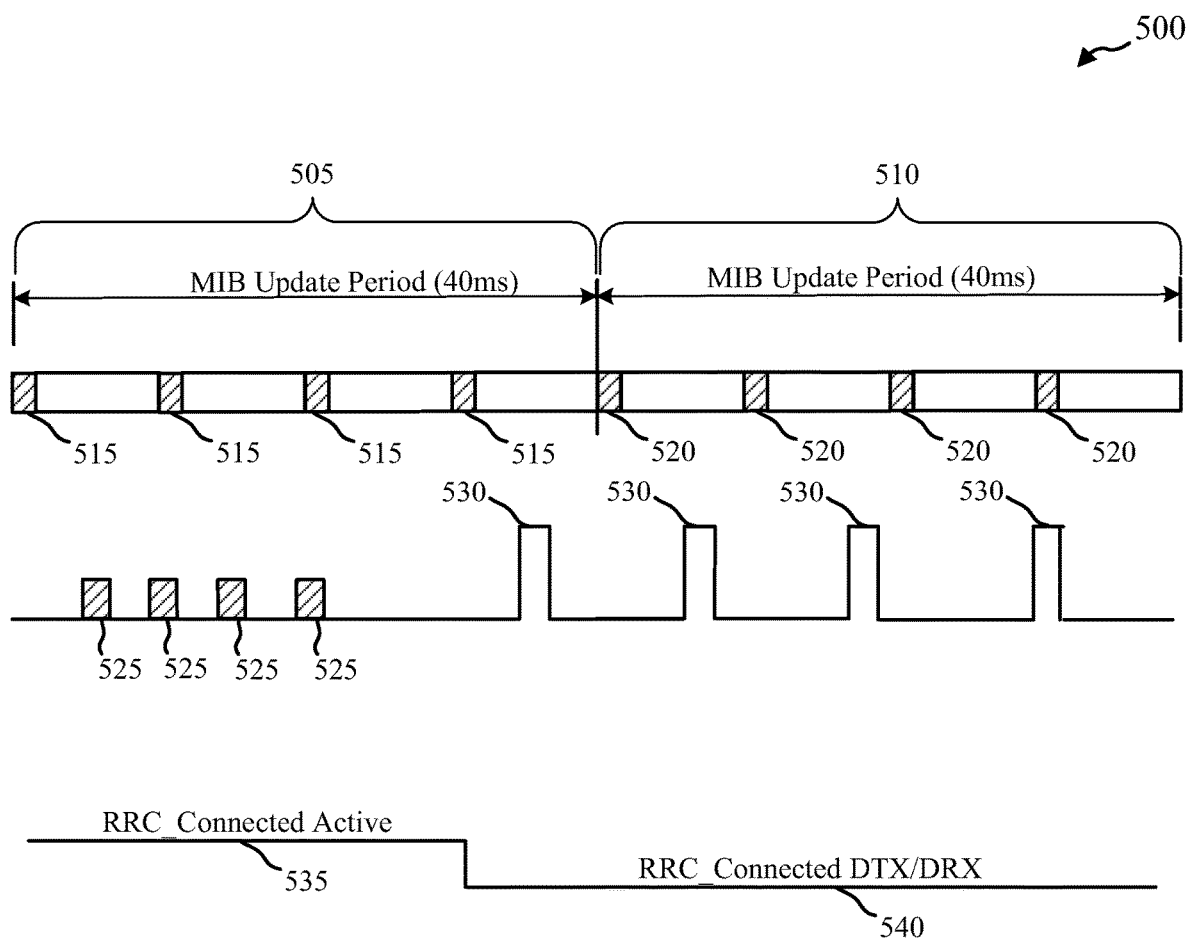 500
505 510
MIB Update Period (40ms) MIB Update Period (40ms)
515 515 515 515 520 520 520 520
530 530 530 530
525 525 525 525
RRC_Connected Active
535
RRC_Connected DTX/DRX
540